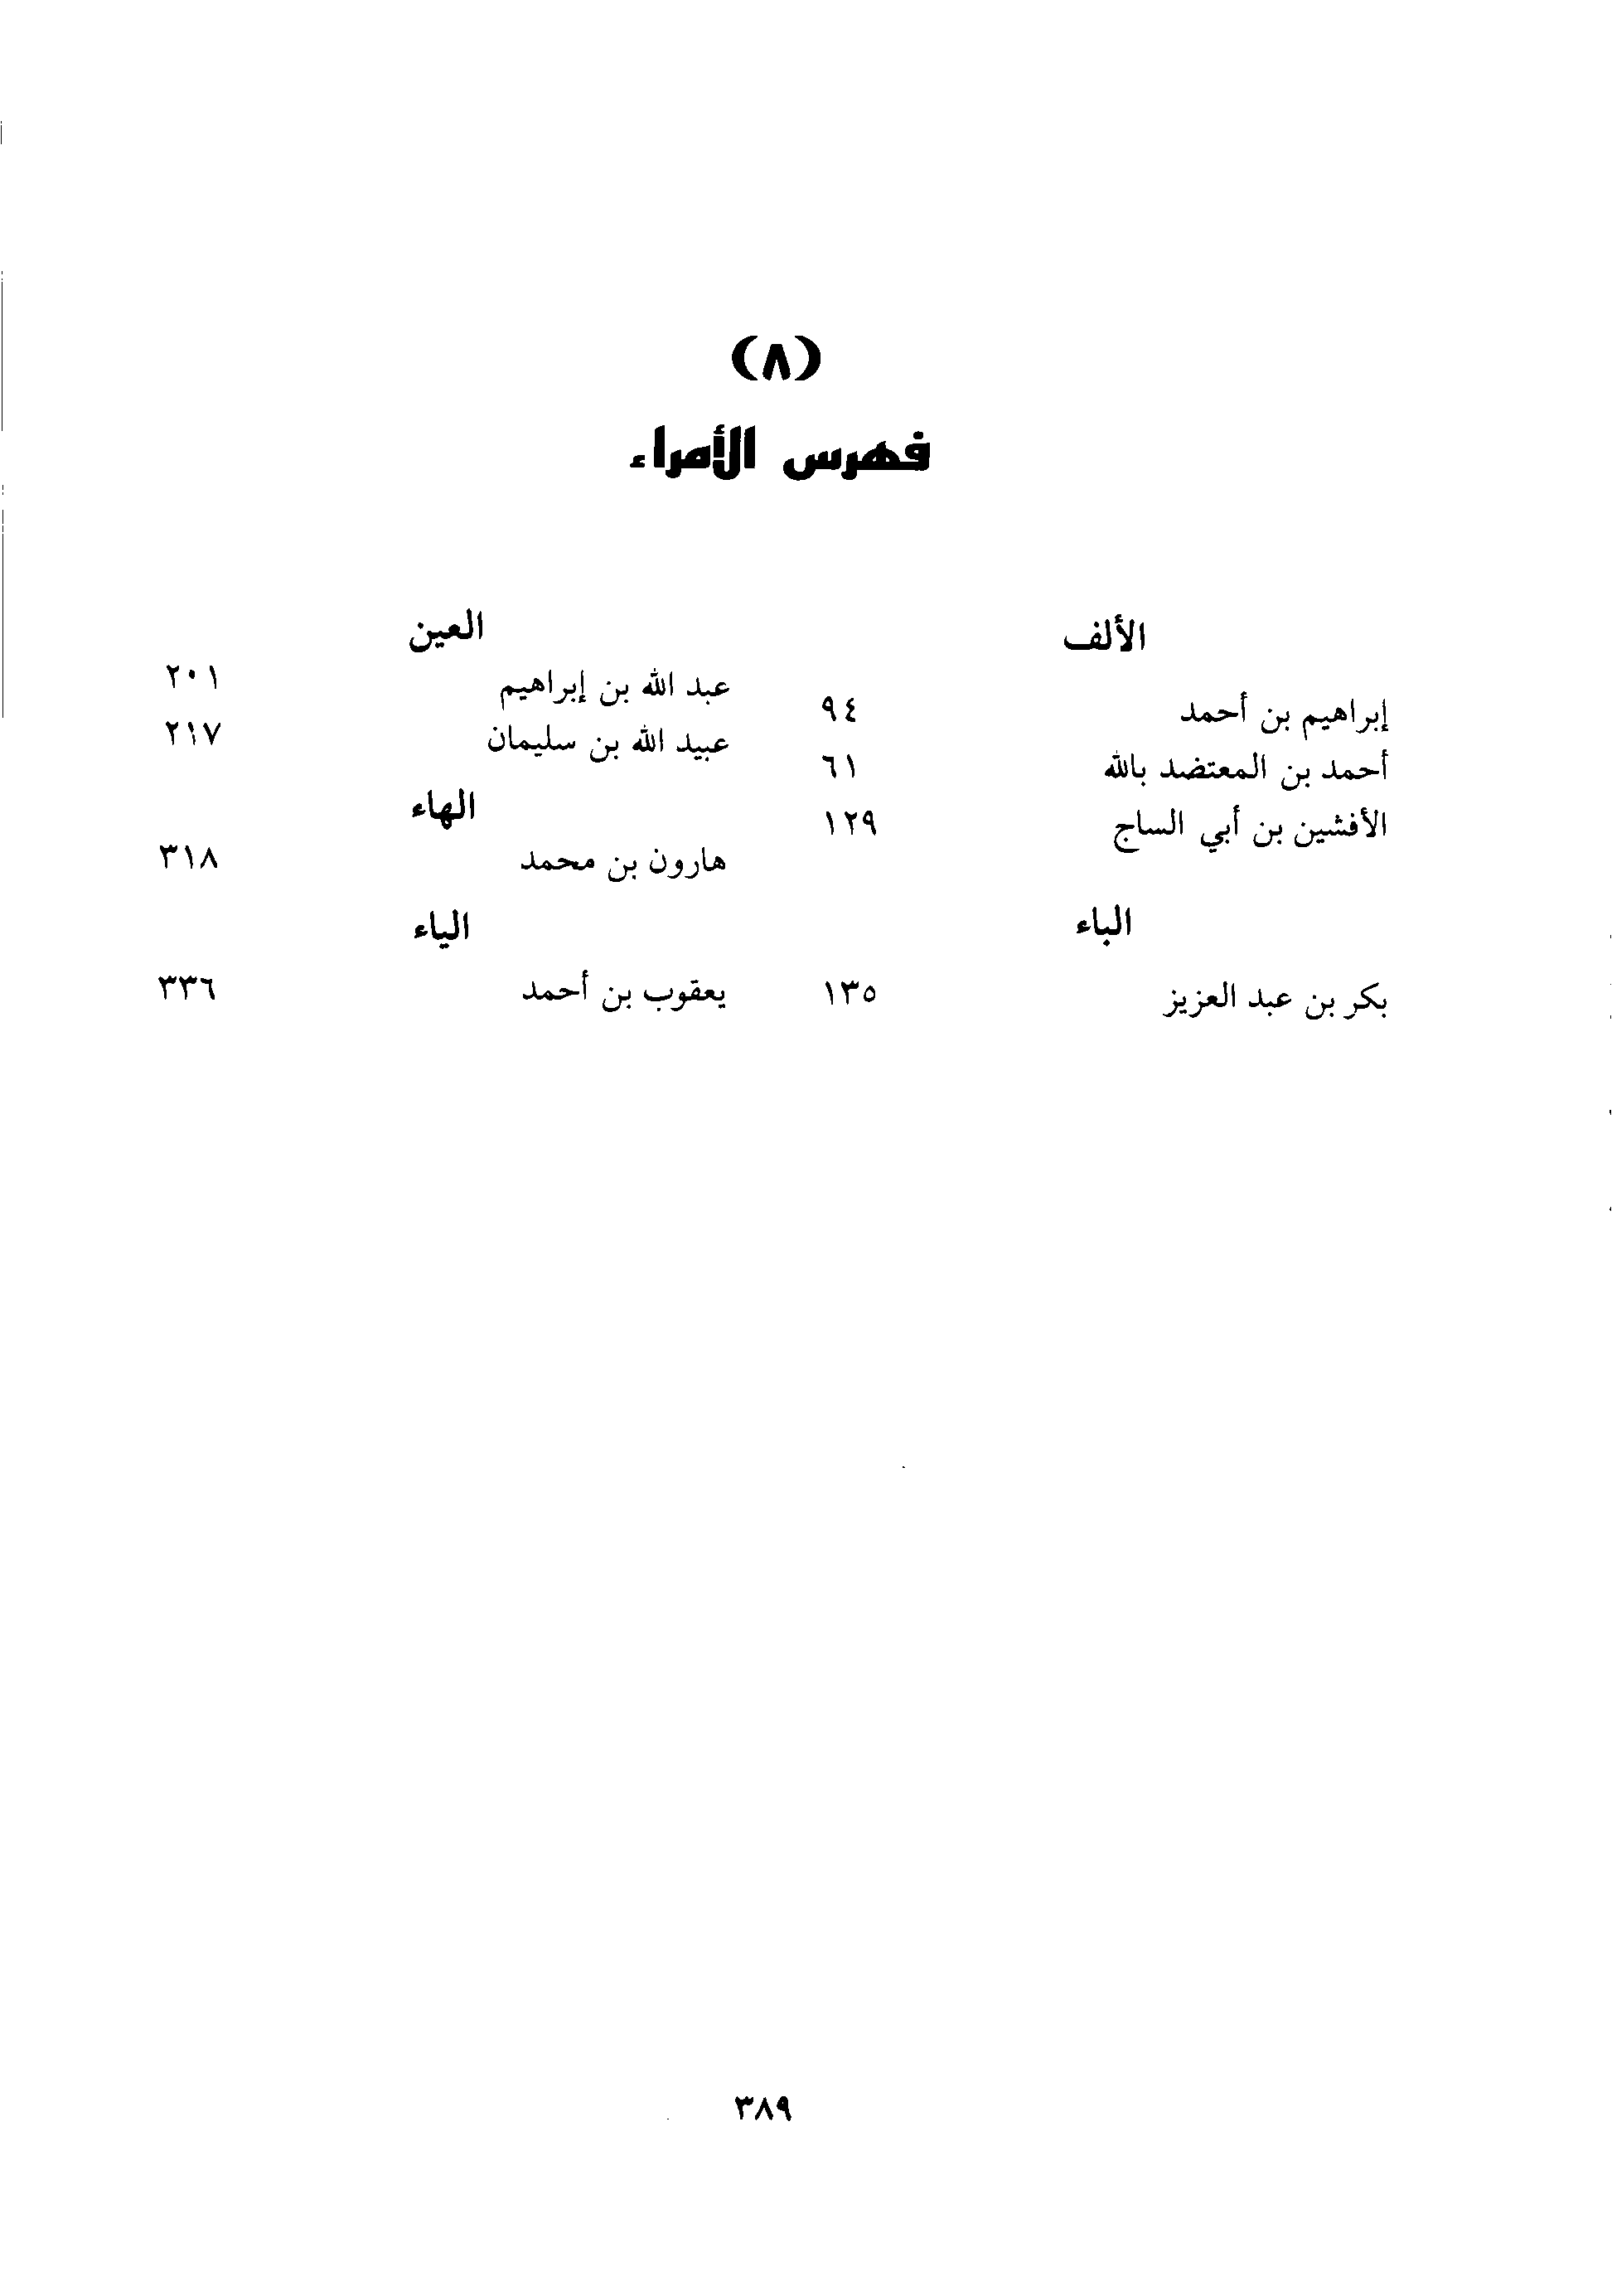 (٨)
فهرس الأمراء
الألف
إبراهيم بن أحمد ٩٤
أحمد بن المعتضد بالله ٦١
الأفشين بن أبي الساج ١٢٩
الباء
بكر بن عبد العزيز ١٣٥
العين
عبد الله بن إبراهيم ٢٠١
عبيد الله بن سليمان ٢١٧
الهاء
هارون بن محمد ٣١٨
الياء
يعقوب بن أحمد ٣٣٦
٣٨٩